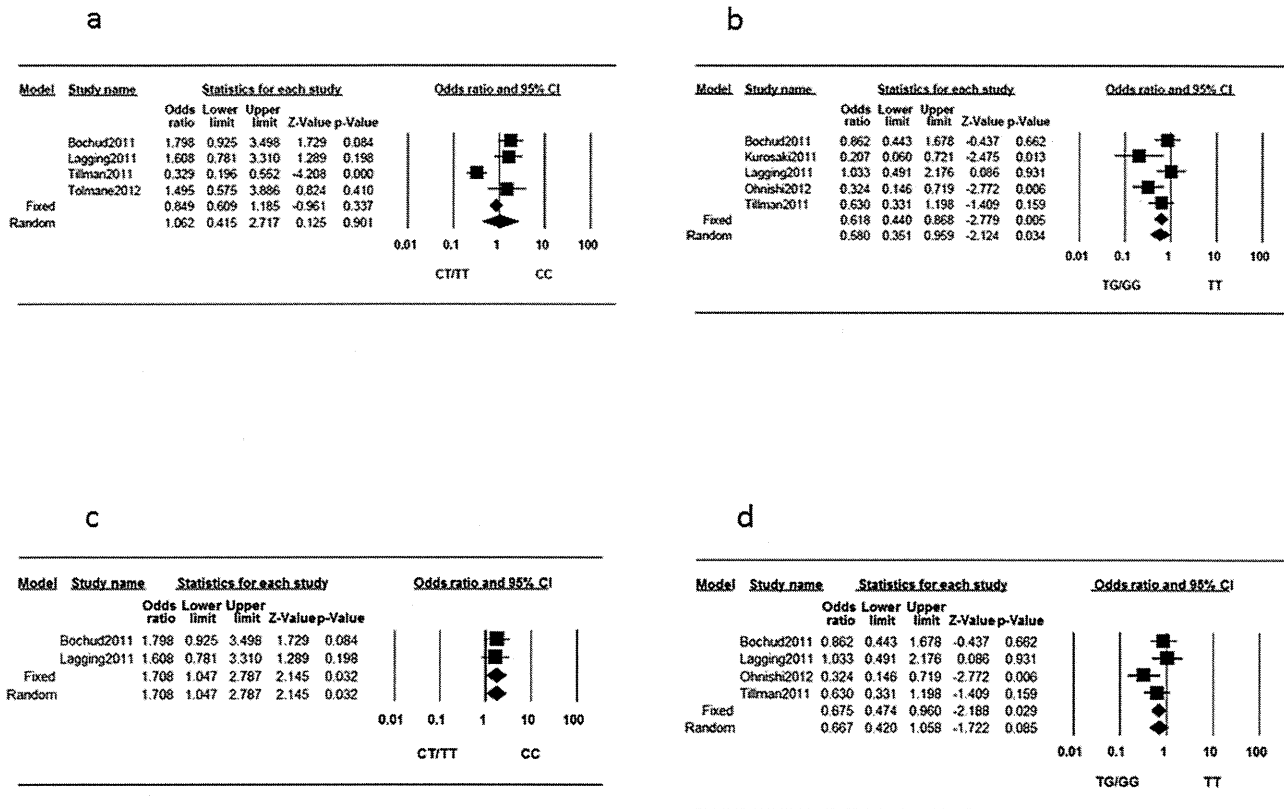 a
Model Study name Statistics for each study Odds ratio and 95% CI
Odds Lower Upper
ratio limit limit Z-Value p-Value
Bochud2011 1.798 0.925 3.498 1.729 0.084
Lagging2011 1.608 0.781 3.310 1.289 0.198
Tillman2011 0.329 0.196 0.552 -4.208 0.000
Tolmane2012 1.495 0.575 3.886 0.824 0.410
Fixed 0.849 0.609 1.185 -0.961 0.337
Random 1.062 0.415 2.717 0.125 0.901
0.01 0.1 1 10 100
CT/TT CC
b
Model Study name Statistics for each study Odds ratio and 95% CI
Odds Lower Upper
ratio limit limit Z-Value p-Value
Bochud2011 0.862 0.443 1.678 -0.437 0.662
Kurosaki2011 0.207 0.060 0.721 -2.475 0.013
Lagging2011 1.033 0.491 2.176 0.086 0.931
Ohnishi2012 0.324 0.146 0.719 -2.772 0.006
Tillman2011 0.630 0.331 1.198 -1.409 0.159
Fixed 0.618 0.440 0.868 -2.779 0.005
Random 0.580 0.351 0.959 -2.124 0.034
0.01 0.1 1 10 100
TG/GG TT
c
Model Study name Statistics for each study Odds ratio and 95% CI
Odds Lower Upper
ratio limit limit Z-Value p-Value
Bochud2011 1.798 0.925 3.498 1.729 0.084
Lagging2011 1.608 0.781 3.310 1.289 0.198
Fixed 1.708 1.047 2.787 2.145 0.032
Random 1.708 1.047 2.787 2.145 0.032
0.01 0.1 1 10 100
CT/TT CC
d
Model Study name Statistics for each study Odds ratio and 95% CI
Odds Lower Upper
ratio limit limit Z-Value p-Value
Bochud2011 0.862 0.443 1.678 -0.437 0.662
Lagging2011 1.033 0.491 2.176 0.086 0.931
Ohnishi2012 0.324 0.146 0.719 -2.772 0.006
Tillman2011 0.630 0.331 1.198 -1.409 0.159
Fixed 0.675 0.474 0.960 -2.188 0.029
Random 0.667 0.420 1.058 -1.722 0.085
0.01 0.1 1 10 100
TG/GG TT